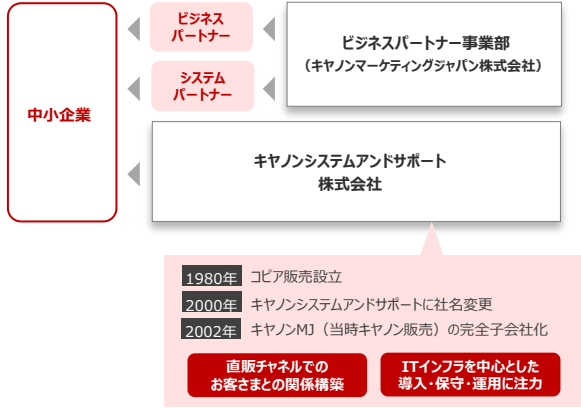 中小企業
ビジネス
パートナー
システム
パートナー
ビジネスパートナー事業部
（キヤノンマーケティングジャパン株式会社）
キヤノンシステムアンドサポート
株式会社
1980年 コピア販売設立
2000年 キヤノンシステムアンドサポートに社名変更
2002年 キヤノンMJ（当時キヤノン販売）の完全子会社化
直販チャネルでの
お客さまとの関係構築
ITインフラを中心とした
導入・保守・運用に注力